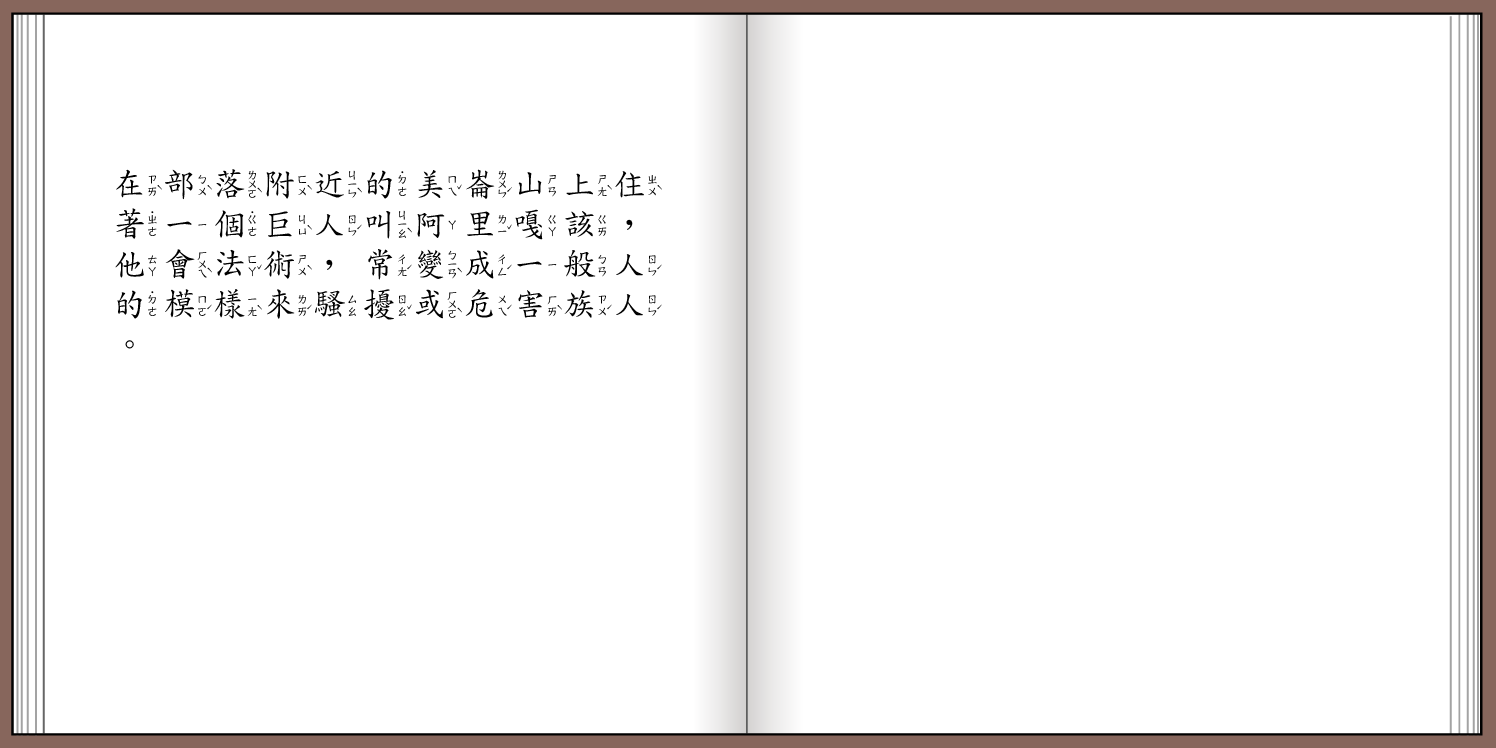 在部落附近的美崙山上住
著一個巨人叫阿里嘎該，
他會法術， 常變成一般人
的模樣來騷擾或危害族人
。